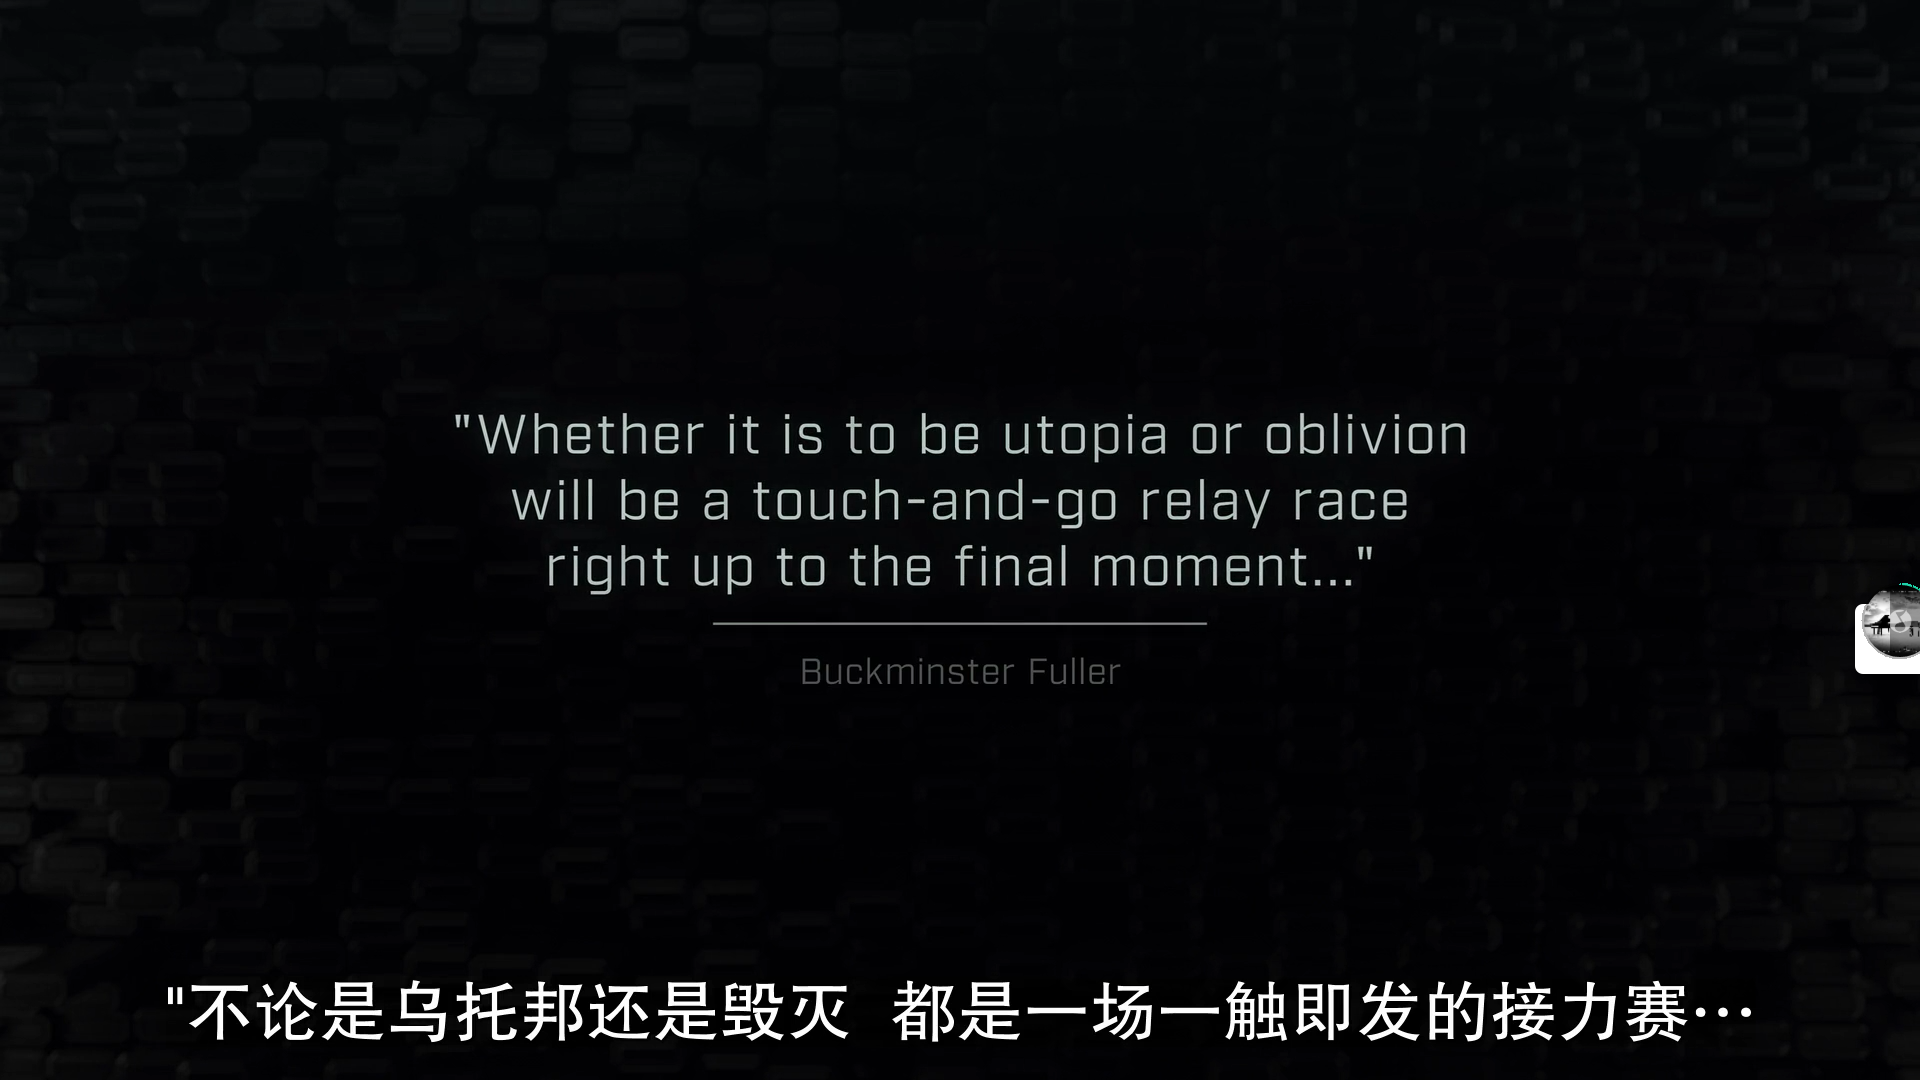 "Whether it is to be utopia or oblivion
will be a touch-and-go relay race
right up to the final moment..."
Buckminster Fuller
"不论是乌托邦还是毁灭 都是一场一触即发的接力赛…